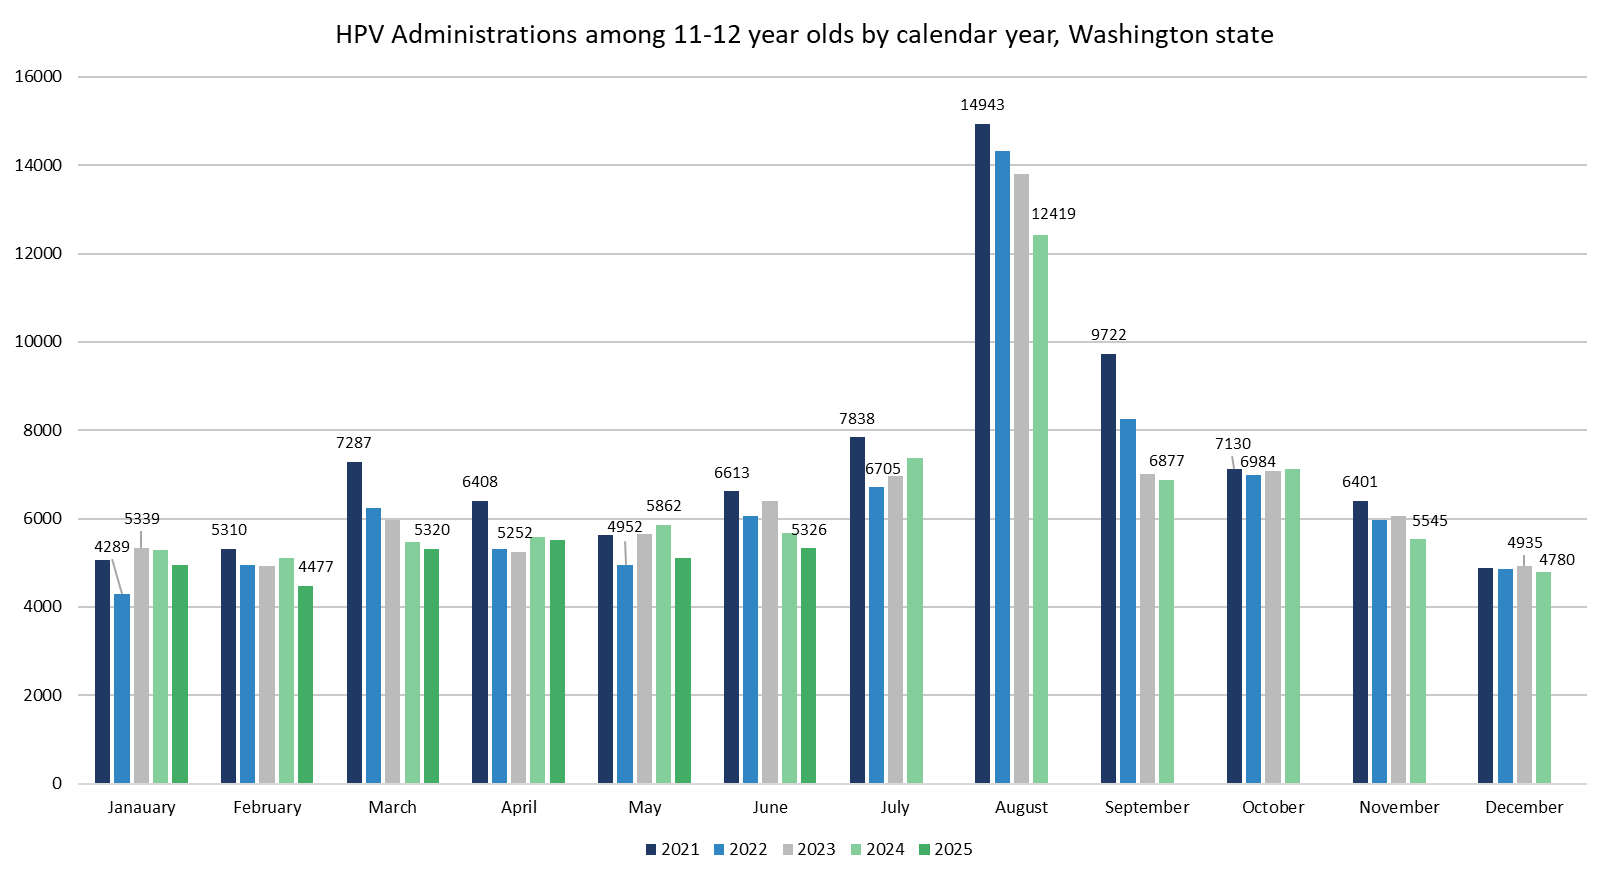 HPV Administrations among 11-12 year olds by calendar year, Washington state
16000
14000
12000
10000
8000
6000
4000
2000
0
4289
5339
5310
4477
7287
5320
6408
5252
4952
5862
6613
5326
7838
6705
14943
12419
9722
6877
7130
6984
6401
5545
4935
4780
Janauary
February
March
April
May
June
July
August
September
October
November
December
2021 2022 2023 2024 2025